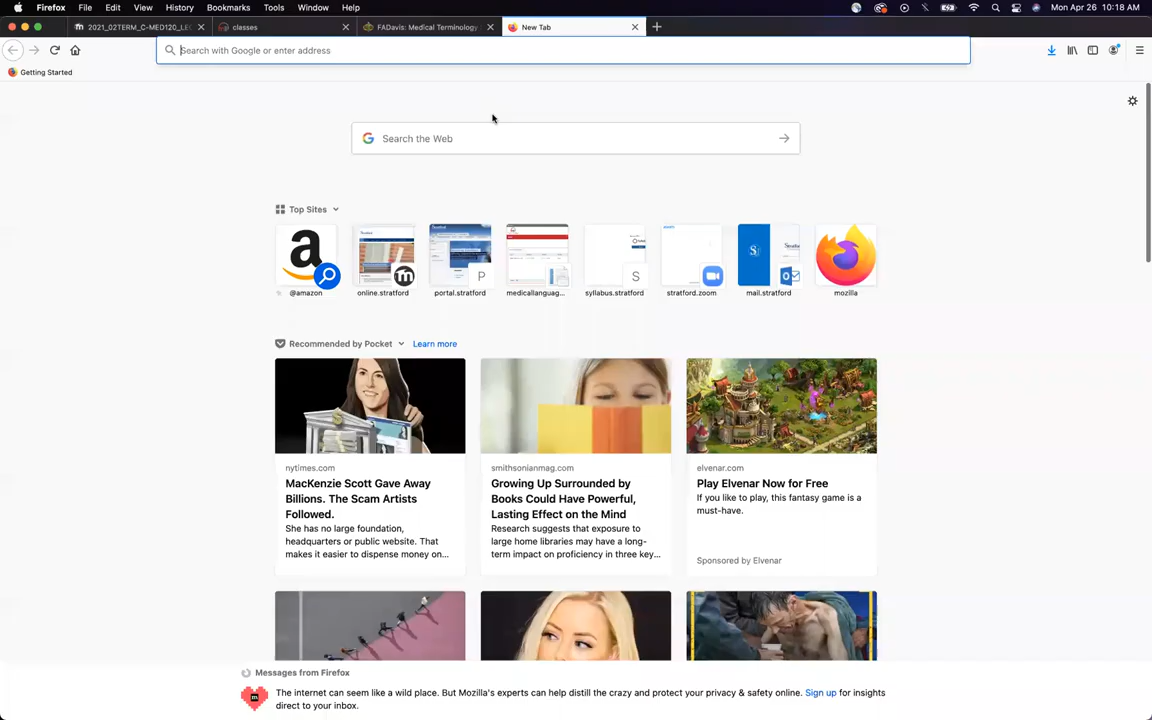 Firefox File Edit View History Bookmarks Tools Window Help Mon Apr 26 10:18 AM
2021_02TERM_C-MED120_LEC classes FADavis: Medical Terminology New Tab
Search with Google or enter address
Getting Started
Search the Web
Top Sites
@amazon online.stratford portal.stratford medicallanguag... syllabus.stratford stratford.zoom mail.stratford mozilla
Recommended by Pocket Learn more
nytimes.com
MacKenzie Scott Gave Away
Billions. The Scam Artists
Followed.
She has no large foundation,
headquarters or public website. That
makes it easier to dispense money on...
smithsonianmag.com
Growing Up Surrounded by
Books Could Have Powerful,
Lasting Effect on the Mind
Research suggests that exposure to
large home libraries may have a long-
term impact on proficiency in three key...
elvenar.com
Play Elvenar Now for Free
If you like to play, this fantasy game is a
must-have.
Sponsored by Elvenar
Messages from Firefox
The internet can seem like a wild place. But Mozilla's experts can help distill the crazy and protect your privacy & safety online. Sign up for insights
direct to your inbox.